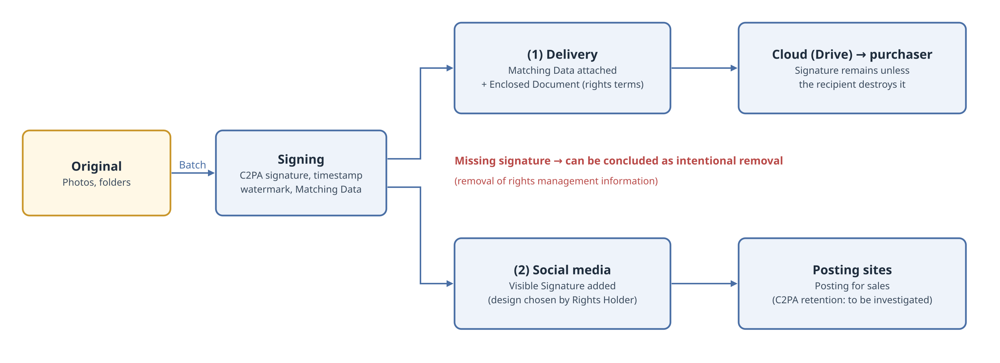 Original
Photos, folders
Batch
Signing
C2PA signature, timestamp
watermark, Matching Data
(1) Delivery
Matching Data attached
+ Enclosed Document (rights terms)
Cloud (Drive) → purchaser
Signature remains unless
the recipient destroys it
Missing signature → can be concluded as intentional removal
(removal of rights management information)
(2) Social media
Visible Signature added
(design chosen by Rights Holder)
Posting sites
Posting for sales
(C2PA retention: to be investigated)